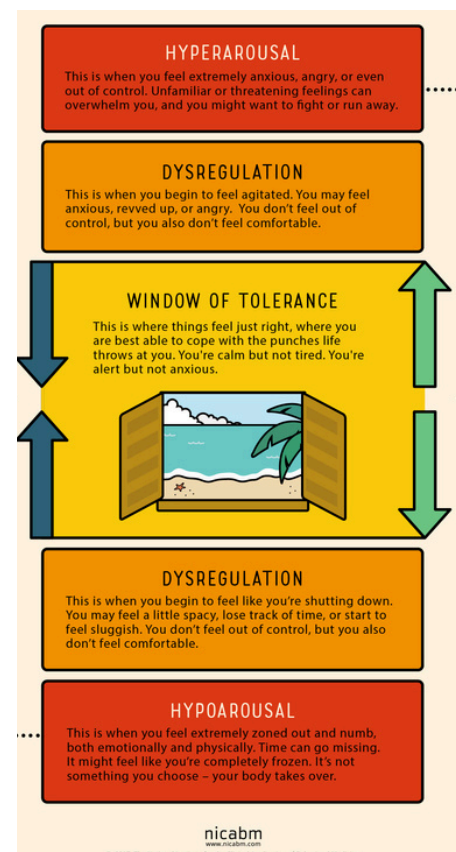 HYPERAROUSAL
This is when you feel extremely anxious, angry, or even
out of control. Unfamiliar or threatening feelings can
overwhelm you, and you might want to fight or run away.
DYSREGULATION
This is when you begin to feel agitated. You may feel
anxious, revved up, or angry. You don't feel out of
control, but you also don't feel comfortable.
WINDOW OF TOLERANCE
This is where things feel just right, where you
are best able to cope with the punches life
throws at you. You're calm but not tired. You're
alert but not anxious.
DYSREGULATION
This is when you begin to feel like you're shutting down.
You may feel a little spacy, lose track of time, or start to
feel sluggish. You don't feel out of control, but you also
don't feel comfortable.
HYPOAROUSAL
This is when you feel extremely zoned out and numb,
both emotionally and physically. Time can go missing.
It might feel like you're completely frozen. It's not
something you choose – your body takes over.
nicabm
www.nicabm.com